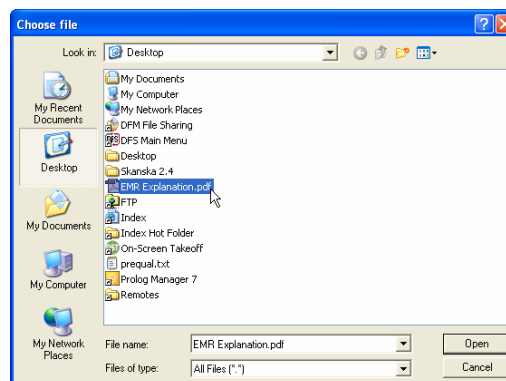 Choose file
Look in:
Desktop
My Recent
Documents
Desktop
My Documents
My Computer
My Network
Places
My Documents
My Computer
My Network Places
DFM File Sharing
DFS Main Menu
Desktop
Skanska 2.4
EMR Explanation.pdf
FTP
Index
Index Hot Folder
On-Screen Takeoff
prequal.txt
Prolog Manager 7
Remotes
File name:
EMR Explanation.pdf
Open
Files of type:
All Files (*.*)
Cancel